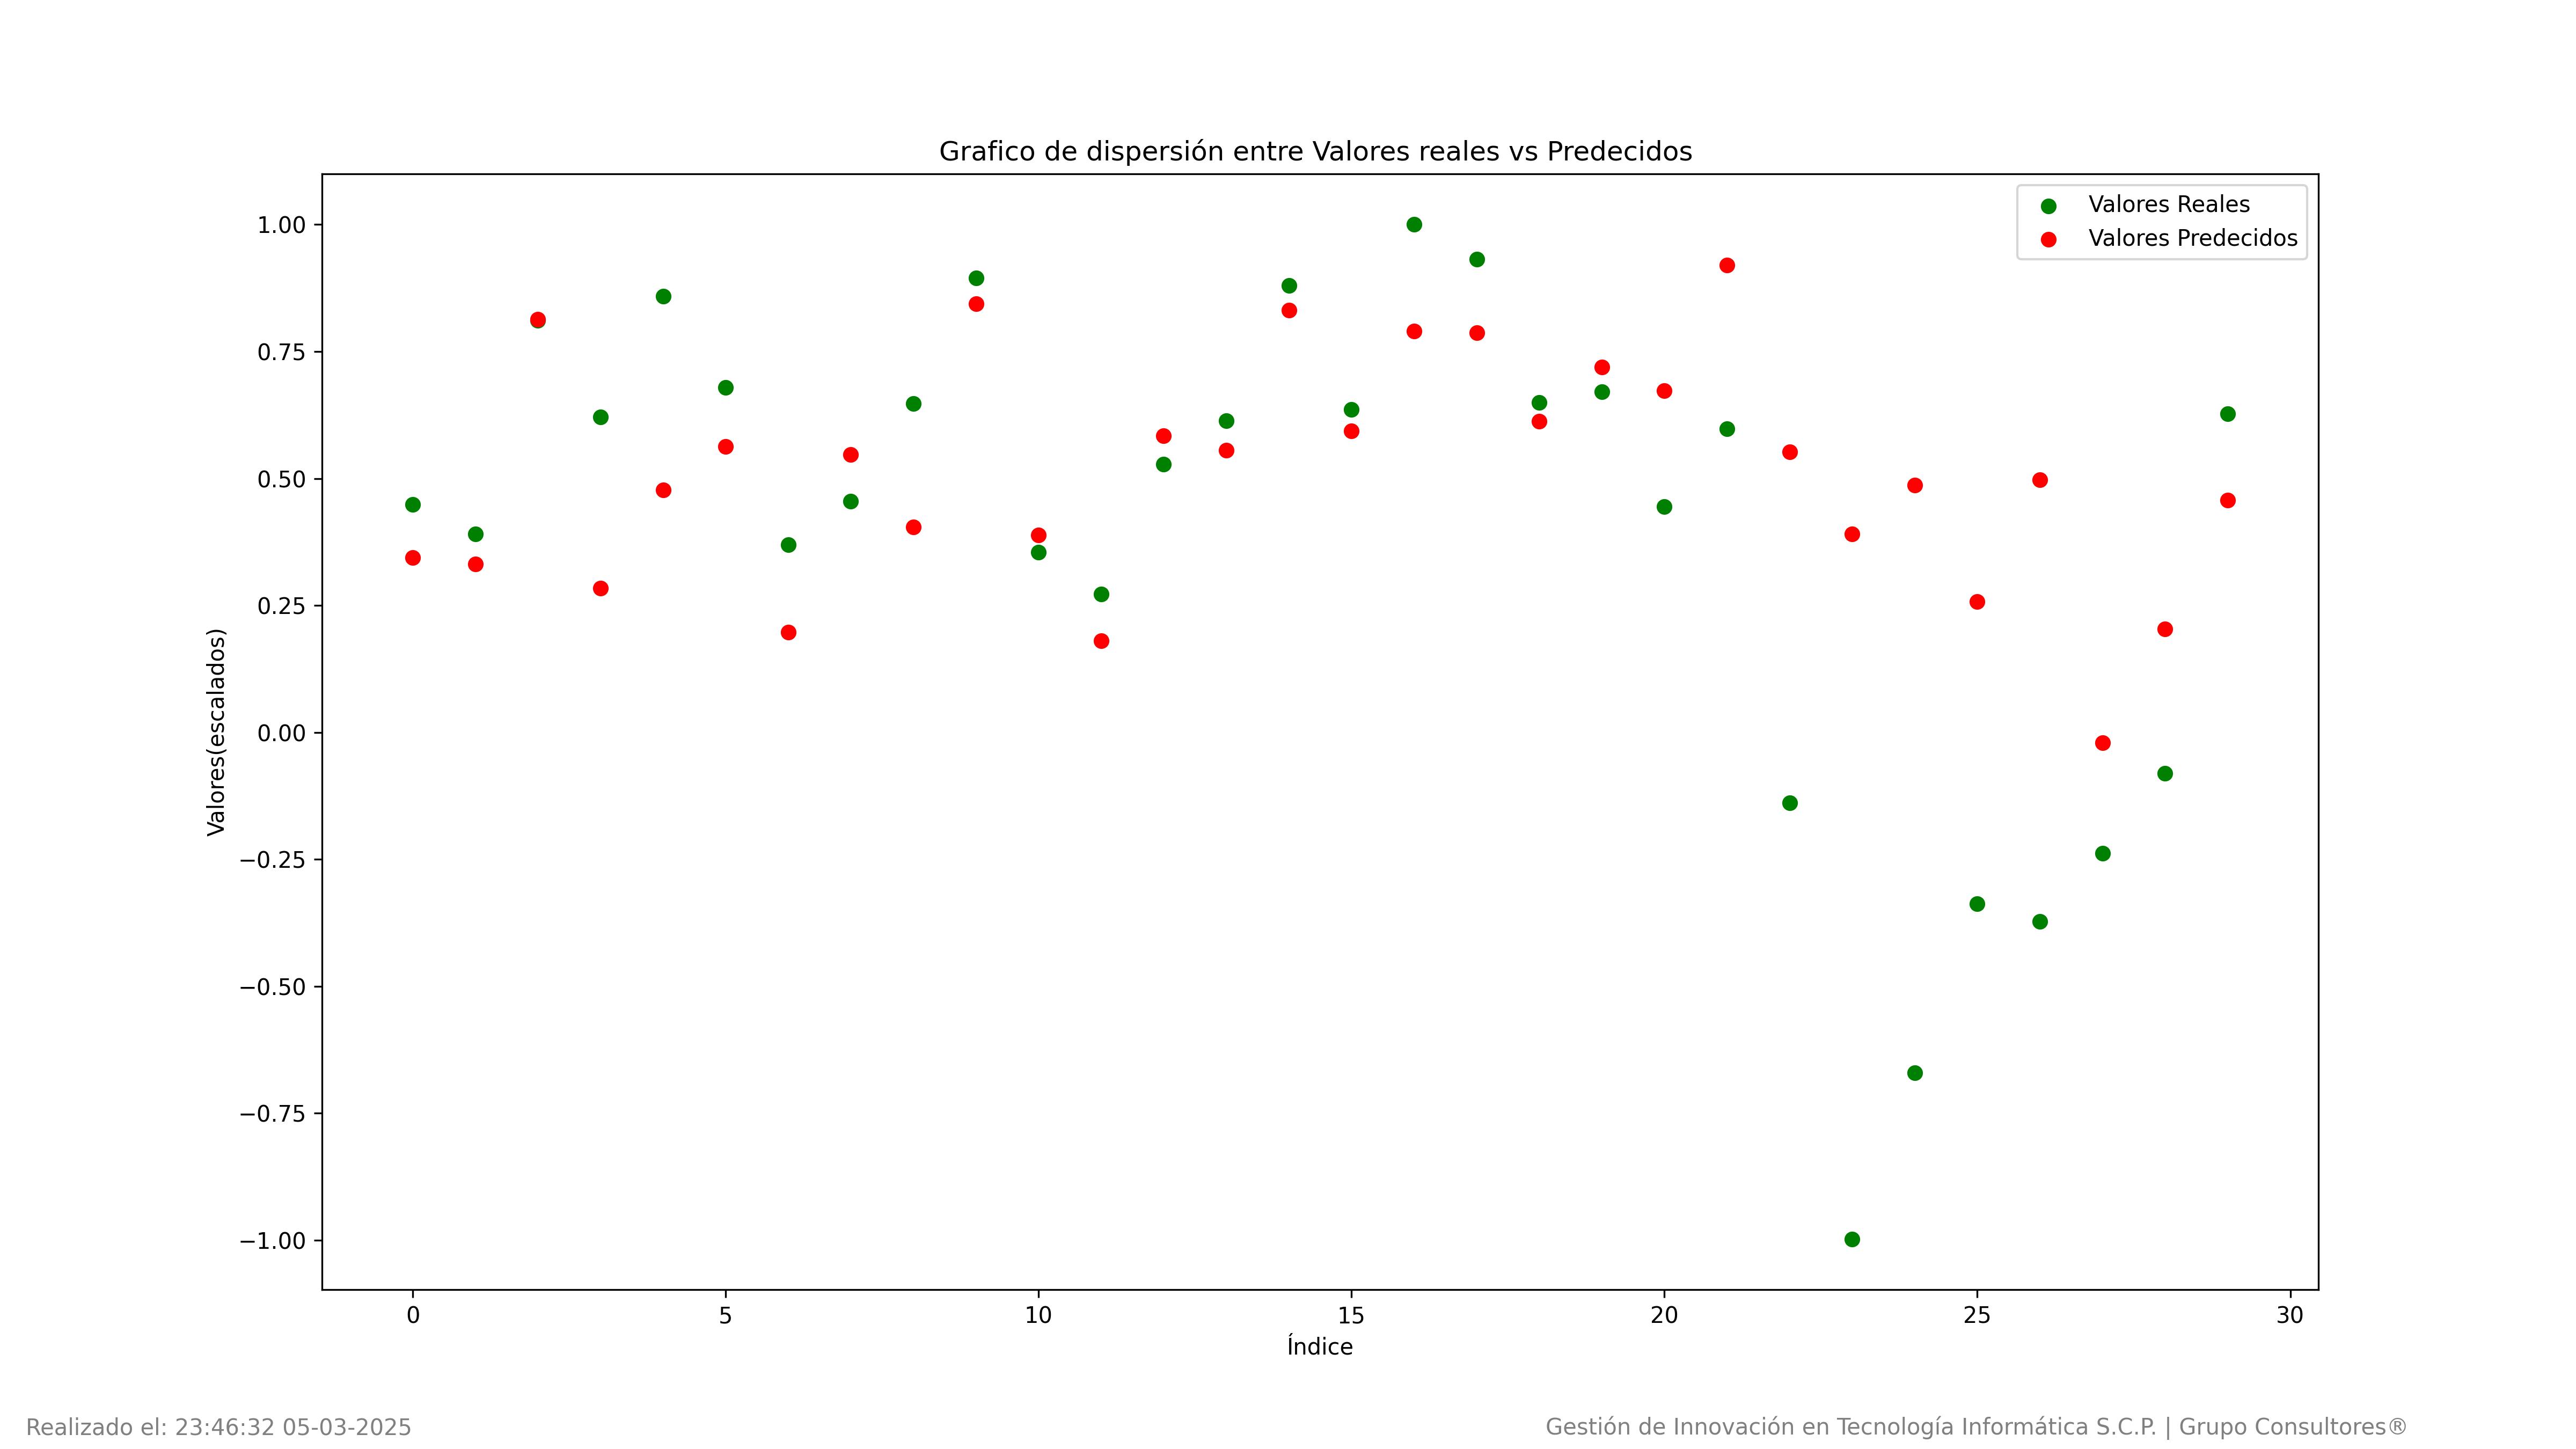 Grafico de dispersión entre Valores reales vs Predecidos
Valores Reales
Valores Predecidos
1.00
0.75
0.50
0.25
0.00
−0.25
−0.50
−0.75
−1.00
Valores(escalados)
0 5 10 15 20 25 30
Índice
Realizado el: 23:46:32 05-03-2025
Gestión de Innovación en Tecnología Informática S.C.P. | Grupo Consultores®